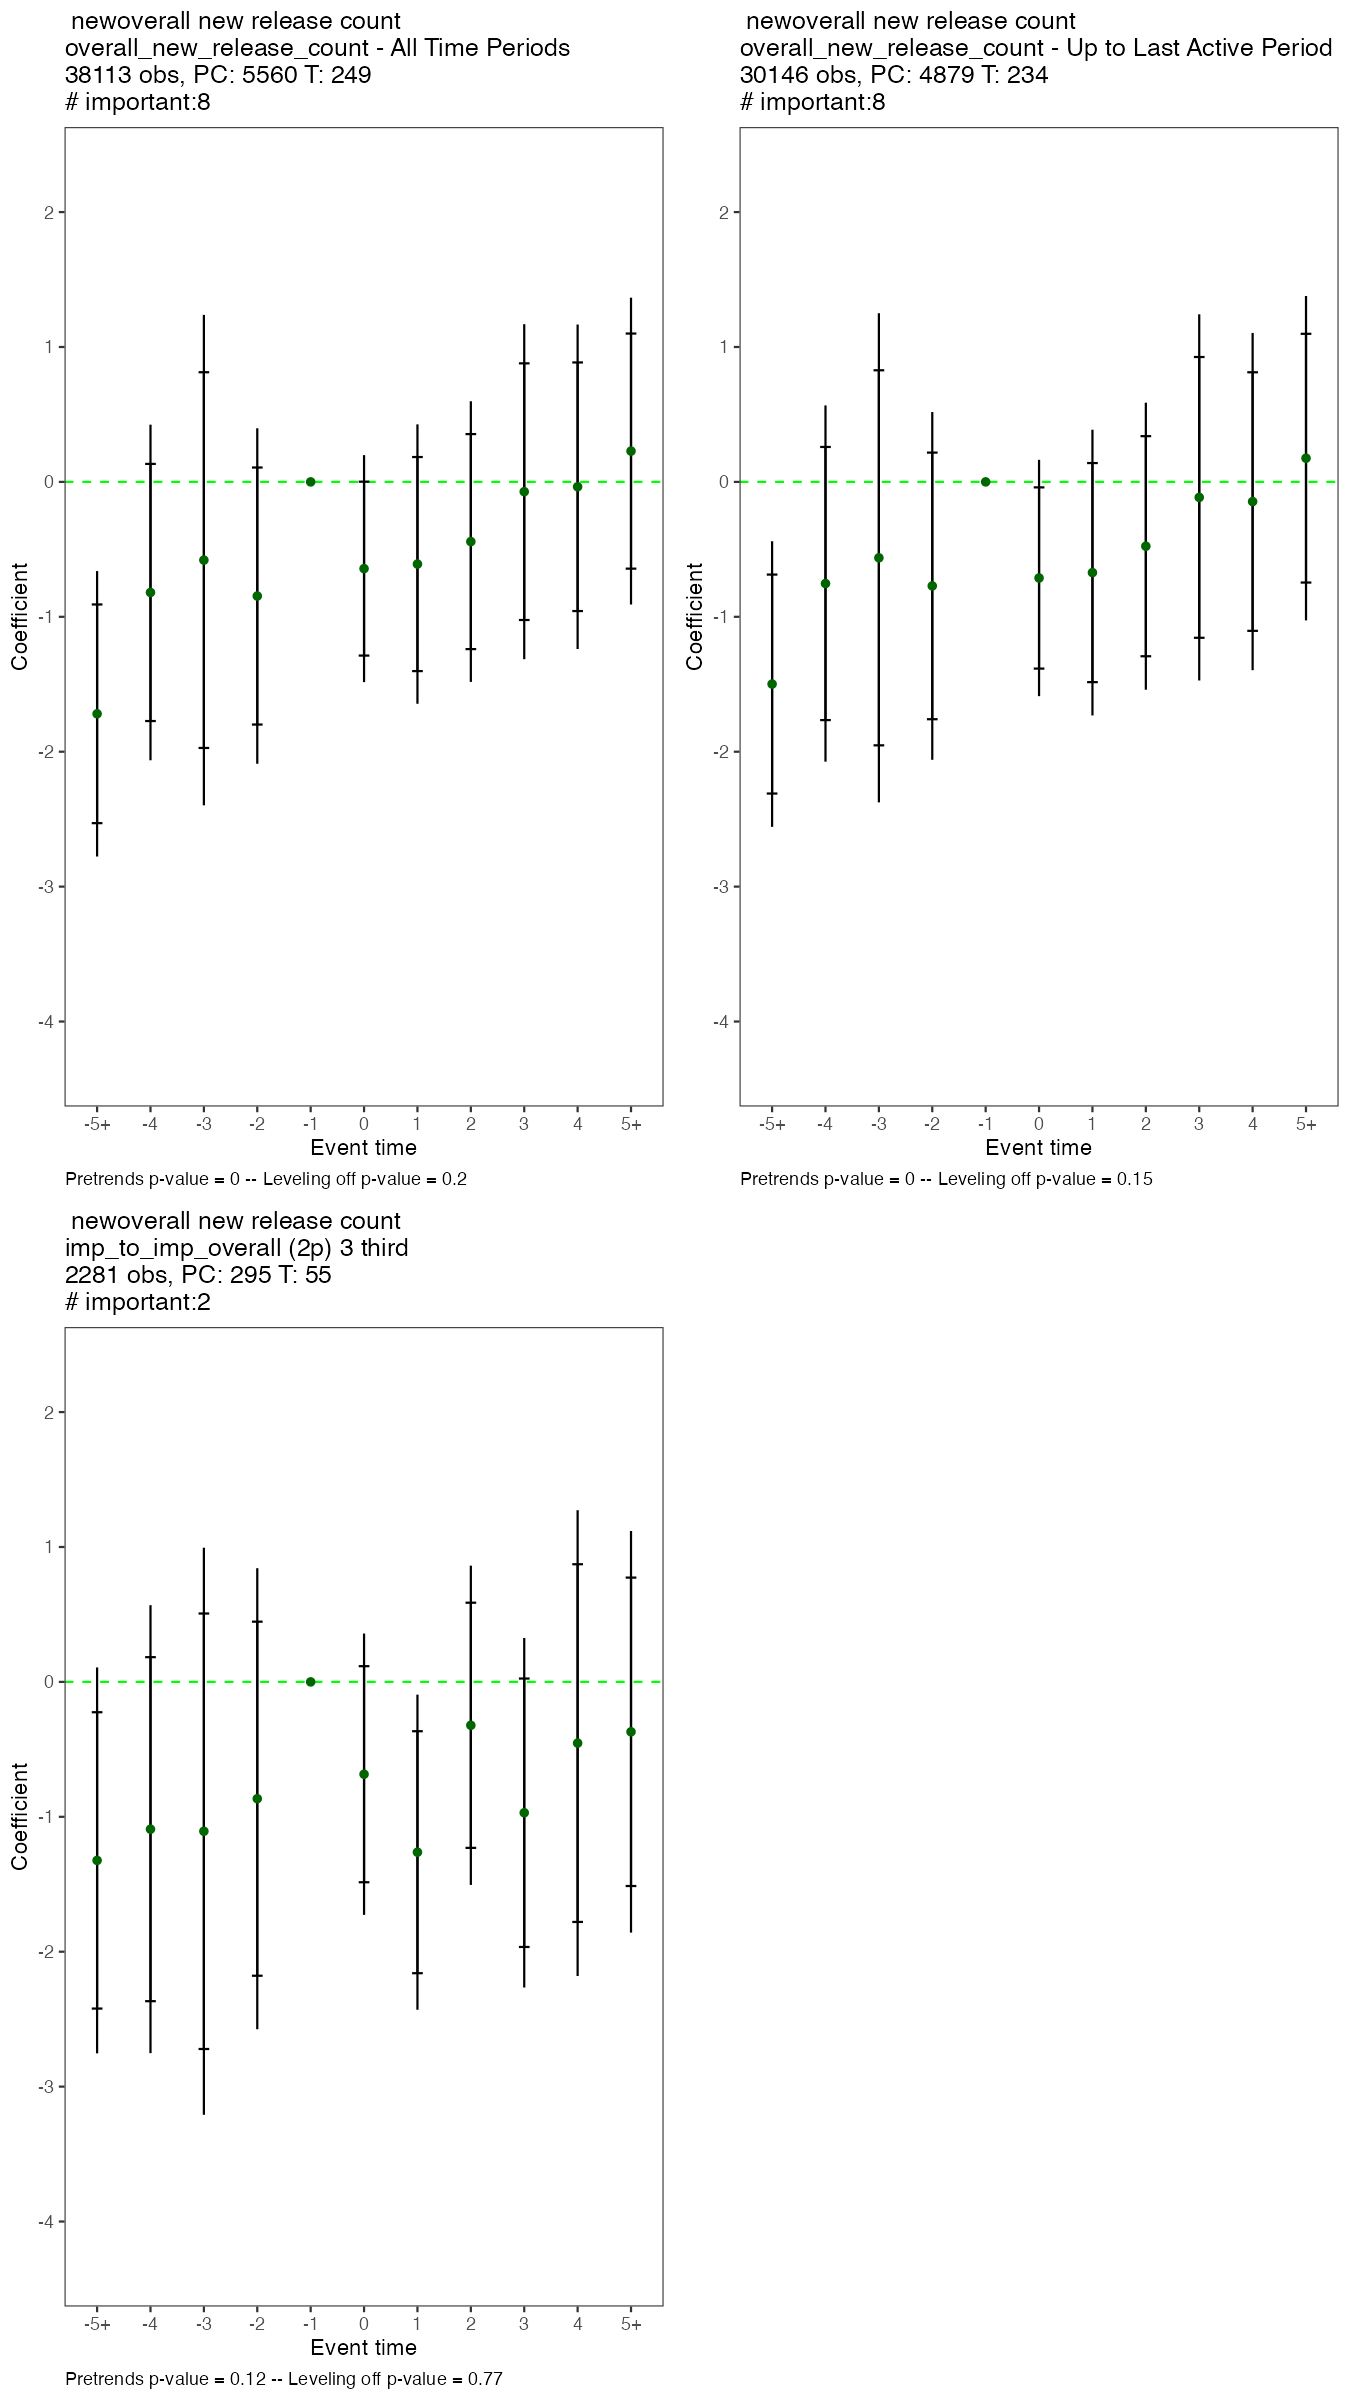 newoverall new release count
overall_new_release_count - All Time Periods
38113 obs, PC: 5560 T: 249
# important:8
2
1
0
-1
-2
-3
-4
Coefficient
-5+ -4 -3 -2 -1 0 1 2 3 4 5+
Event time
Pretrends p-value = 0 -- Leveling off p-value = 0.2
newoverall new release count
overall_new_release_count - Up to Last Active Period
30146 obs, PC: 4879 T: 234
# important:8
2
1
0
-1
-2
-3
-4
Coefficient
-5+ -4 -3 -2 -1 0 1 2 3 4 5+
Event time
Pretrends p-value = 0 -- Leveling off p-value = 0.15
newoverall new release count
imp_to_imp_overall (2p) 3 third
2281 obs, PC: 295 T: 55
# important:2
2
1
0
-1
-2
-3
-4
Coefficient
-5+ -4 -3 -2 -1 0 1 2 3 4 5+
Event time
Pretrends p-value = 0.12 -- Leveling off p-value = 0.77